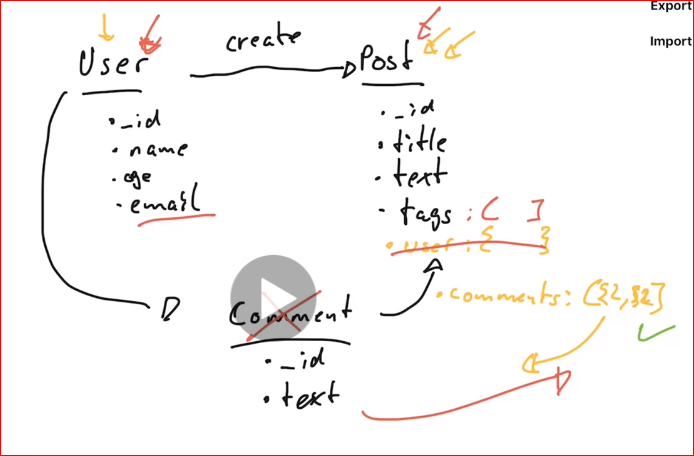 Export
Import
create
User
Post
• _id
• name
• age
• email
• _id
• title
• text
• tags : [ ]
• user : { }
Comment
• _id
• text
• comments: [{},{}]